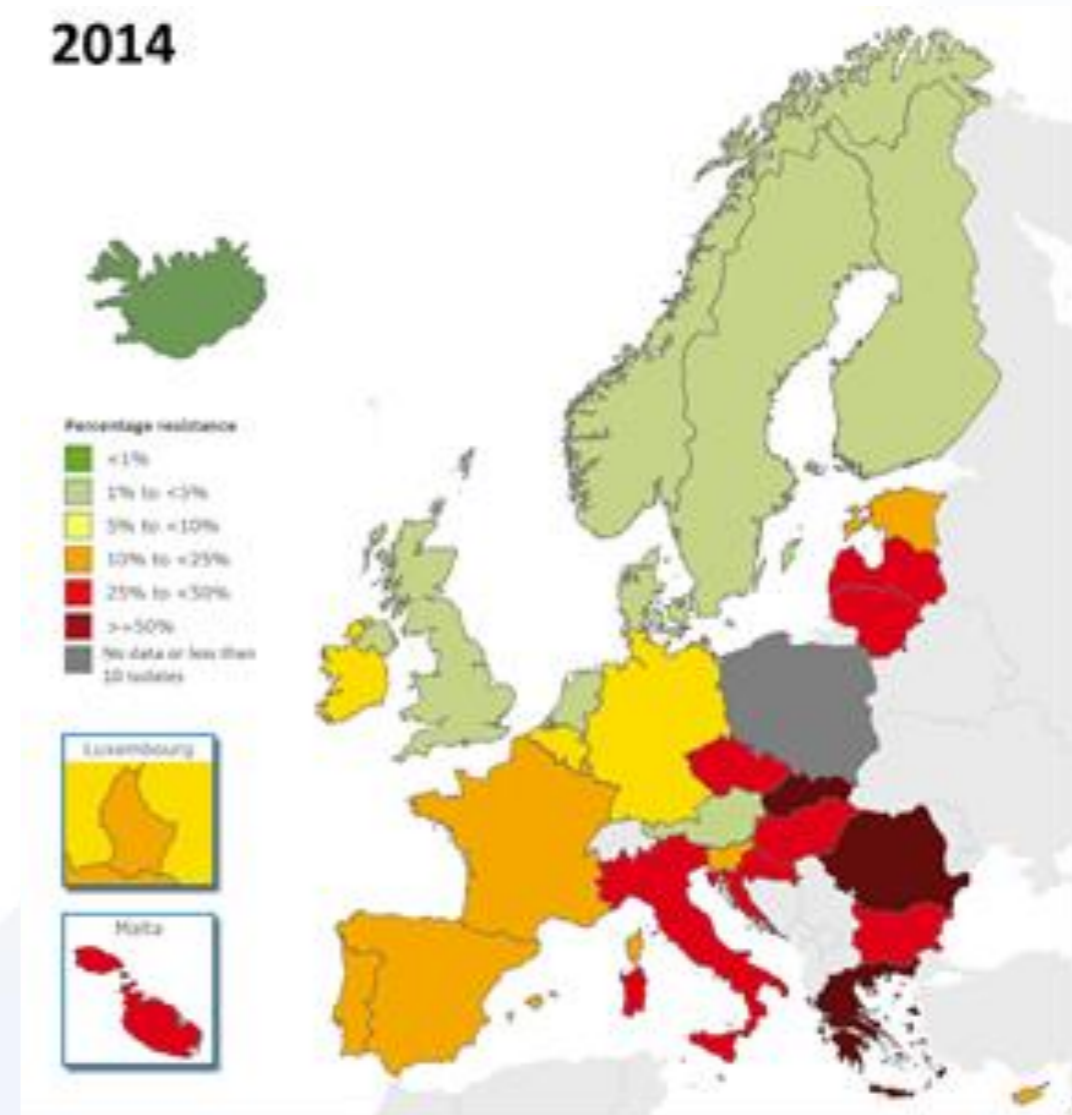 2014
Percentage resistance
<1%
1% to <5%
5% to <10%
10% to <25%
25% to <50%
>=50%
No data or less than
10 isolates
Luxembourg
Malta